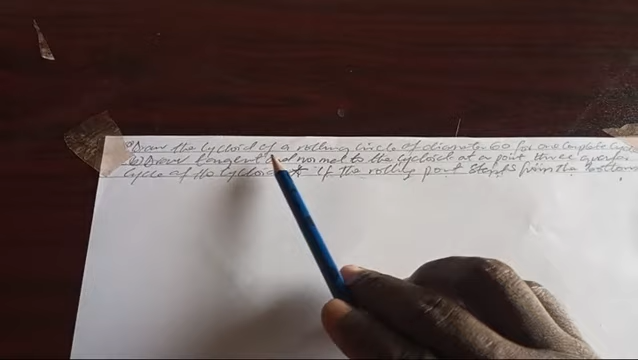 a) Draw the Cycloid of a rolling circle of diameter 60 for one complete Cycle
b) Draw tangent and normal to the Cycloid at a point three quarter
Cycle of the Cycloid if the rolling point starts from the bottom